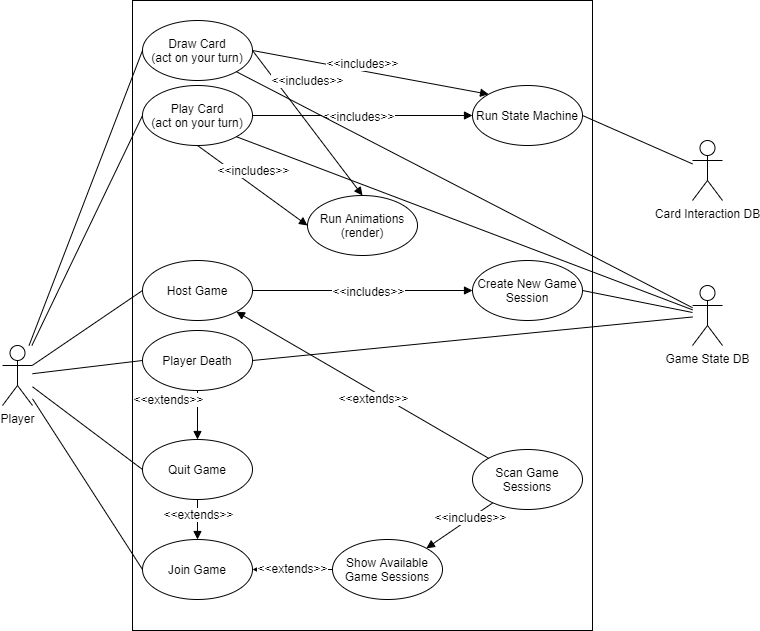 Draw Card
(act on your turn)
<<includes>>
<<includes>>
Play Card
(act on your turn)
<<includes>>
Run State Machine
<<includes>>
Card Interaction DB
Run Animations
(render)
Host Game
<<includes>>
Create New Game
Session
Player Death
Game State DB
<<extends>>
<<extends>>
Player
Quit Game
Scan Game
Sessions
<<extends>>
<<includes>>
Join Game
<<extends>>
Show Available
Game Sessions